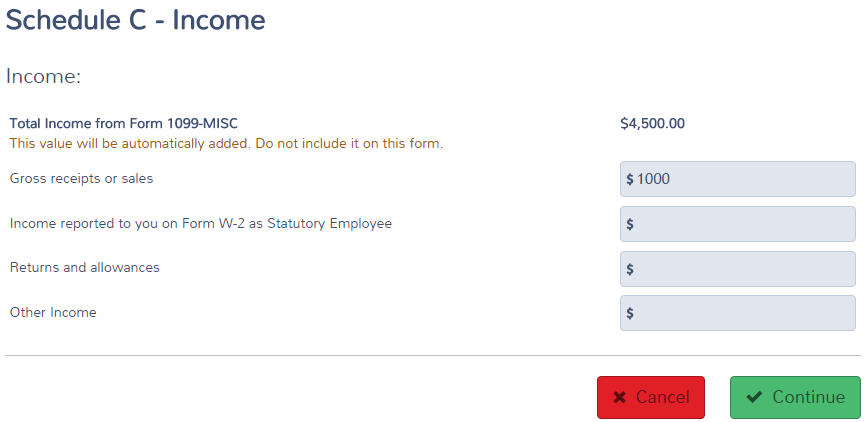 Schedule C - Income
Income:
Total Income from Form 1099-MISC $4,500.00
This value will be automatically added. Do not include it on this form.
Gross receipts or sales $ 1000
Income reported to you on Form W-2 as Statutory Employee $
Returns and allowances $
Other Income $
Cancel Continue